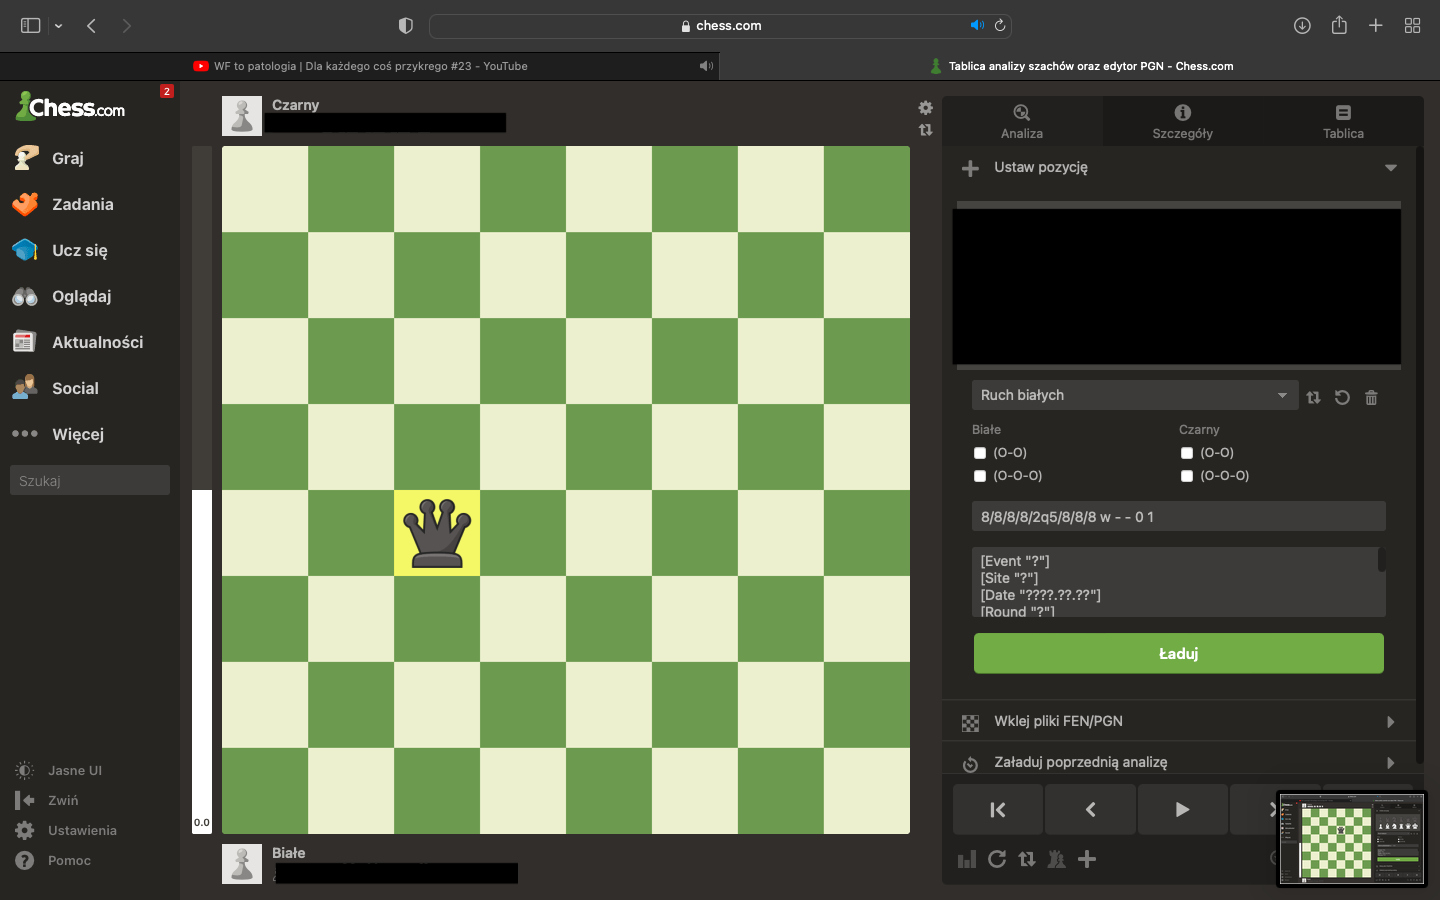 chess.com
WF to patologia | Dla każdego coś przykrego #23 - YouTube
Tablica analizy szachów oraz edytor PGN - Chess.com
Chess.com
2
Graj
Zadania
Ucz się
Oglądaj
Aktualności
Social
Więcej
Szukaj
Jasne UI
Zwiń
Ustawienia
Pomoc
Czarny
0.0
Białe
Analiza
Szczegóły
Tablica
Ustaw pozycję
Ruch białych
Białe
Czarny
(O-O)
(O-O)
(O-O-O)
(O-O-O)
8/8/8/8/2q5/8/8/8 w - - 0 1
[Event "?"]
[Site "?"]
[Date "????.??.??"]
[Round "?"]
Ładuj
Wklej pliki FEN/PGN
Załaduj poprzednią analizę